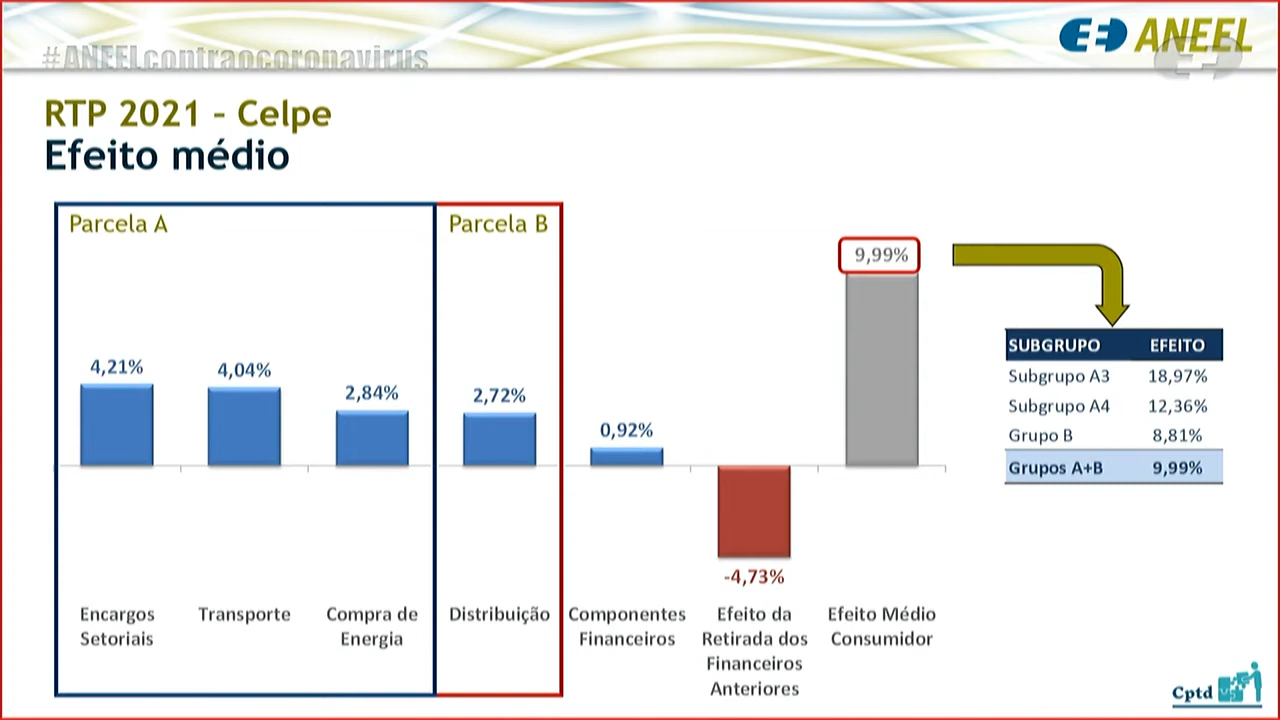 #ANEELcontraocoronavirus
ANEEL
RTP 2021 – Celpe
Efeito médio
Parcela A
Parcela B
4,21%
4,04%
2,84%
2,72%
0,92%
-4,73%
9,99%
Encargos
Setoriais
Transporte
Compra de
Energia
Distribuição
Componentes
Financeiros
Efeito da
Retirada dos
Financeiros
Anteriores
Efeito Médio
Consumidor
SUBGRUPO EFEITO
Subgrupo A3 18,97%
Subgrupo A4 12,36%
Grupo B 8,81%
Grupos A+B 9,99%
Cptd